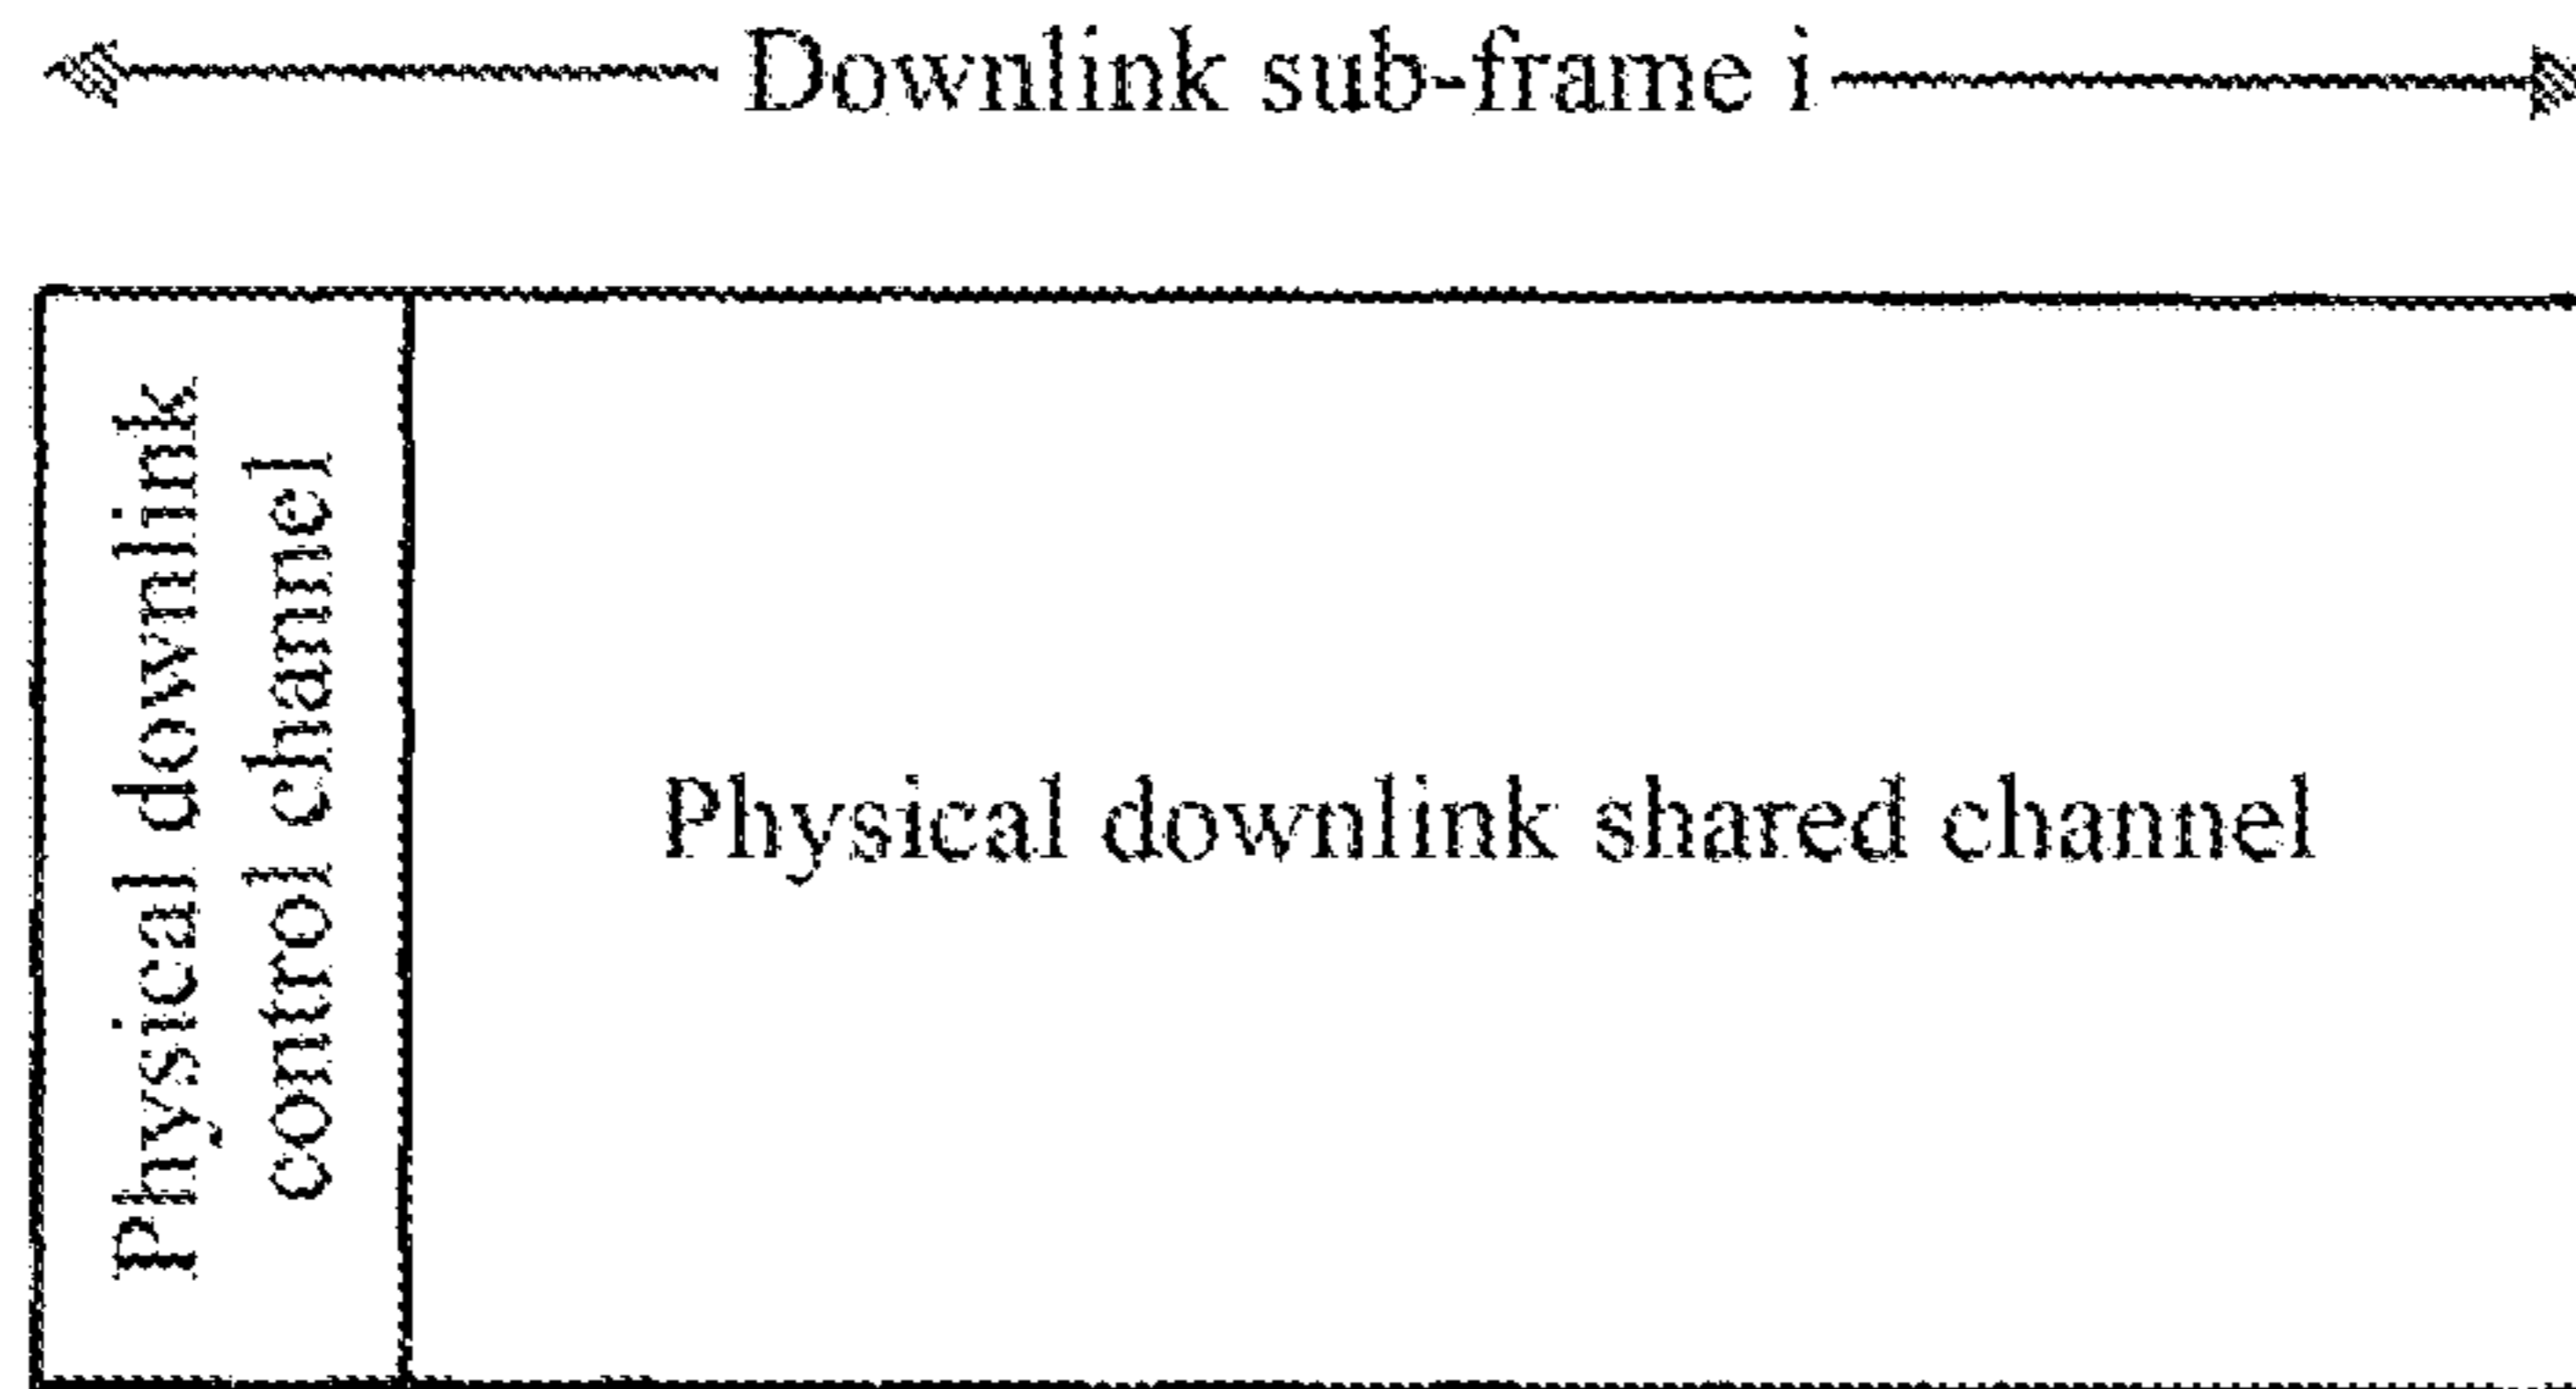 Downlink sub-frame i
Physical downlink
control channel
Physical downlink shared channel